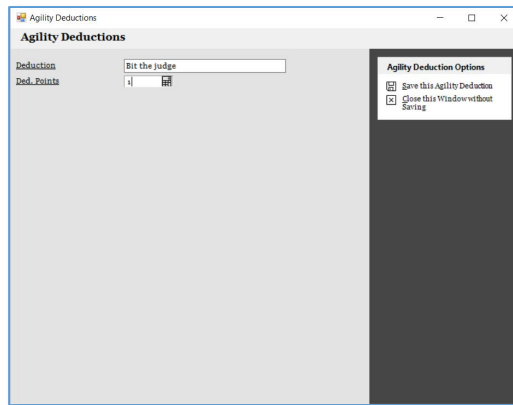 Agility Deductions
Agility Deductions
Deduction
Bit the judge
Ded. Points
1
Agility Deduction Options
Save this Agility Deduction
Close this Window without
Saving